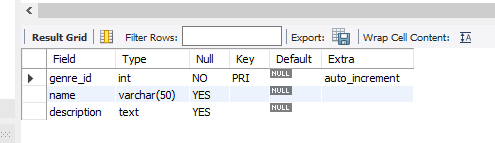 Result Grid Filter Rows: Export: Wrap Cell Content: IA
Field Type Null Key Default Extra
genre_id int NO PRI NULL auto_increment
name varchar(50) YES NULL
description text YES NULL